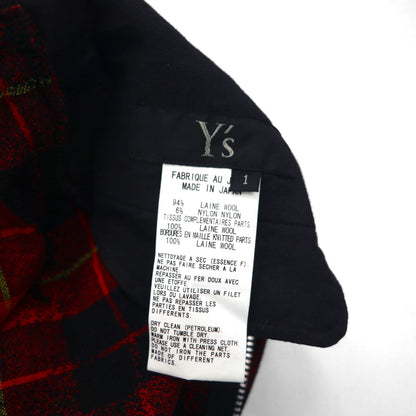 Y's
1
FABRIQUE AU
MADE IN JAPAN
94% LAINE WOOL
6% NYLON NYLON
TISSUS COMPLEMENTAIRES PARTS
100% LAINE WOOL
BORDURES EN MAILLE KNITTED PARTS
100% LAINE WOOL
NETTOYAGE A SEC (ESSENCE F).
NE PAS FAIRE SECHER A LA
MACHINE
REPASSER AU FER DOUX AVEC
UNE ETOFFE
VEUILLEZ UTILISER UN FILET
LORS DU LAVAGE.
NE PAS REPASSER LES
PARTIES EN TISSUS
DIFFERENTS.
DRY CLEAN (PETROLEUM).
DO NOT TUMBLE DRY.
WARM IRON WITH PRESS CLOTH.
PLEASE USE A CLEANING NET.
DO NOT IRON THE PARTS
MADE OF DIFFERENT
FABRICS.